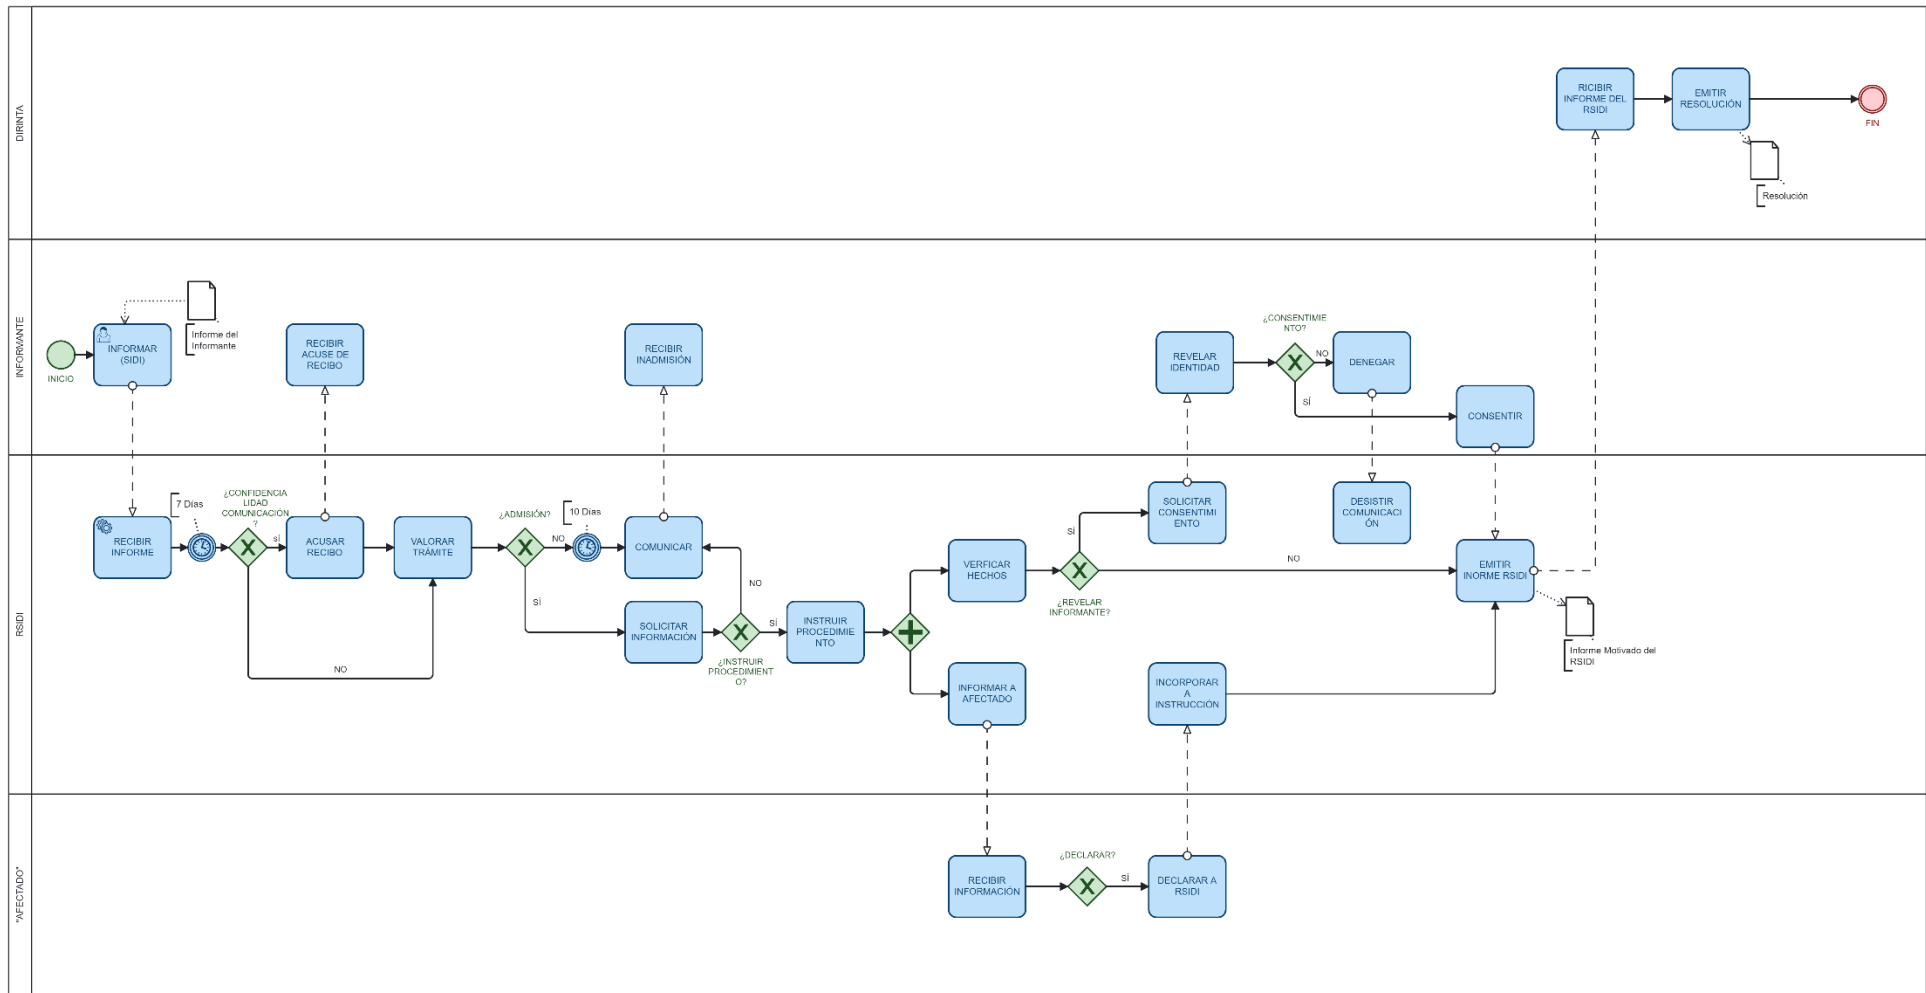 DIRINTA
RICIBIR
INFORME DEL
RSIDI
EMITIR
RESOLUCIÓN
FIN
Resolución
INFORMANTE
INICIO
INFORMAR
(SIDI)
Informe del
Informante
RECIBIR
ACUSE DE
RECIBO
RECIBIR
INADMISIÓN
REVELAR
IDENTIDAD
¿CONSENTIMIE
NTO?
NO
SÍ
DENEGAR
CONSENTIR
RSIDI
RECIBIR
INFORME
7 Días
¿CONFIDENCIA
LIDAD
COMUNICACIÓN
?
sí
NO
ACUSAR
RECIBO
VALORAR
TRÁMITE
¿ADMISIÓN?
NO
SÍ
10 Días
COMUNICAR
SOLICITAR
INFORMACIÓN
NO
SÍ
¿INSTRUIR
PROCEDIMIENT
O?
INSTRUIR
PROCEDIMIE
NTO
VERFICAR
HECHOS
SÍ
NO
¿REVELAR
INFORMANTE?
SOLICITAR
CONSENTIMI
ENTO
DESISTIR
COMUNICACI
ÓN
EMITIR
INORME RSIDI
Informe Motivado del
RSIDI
INFORMAR A
AFECTADO
INCORPORAR
A
INSTRUCCIÓN
"AFECTADO"
RECIBIR
INFORMACIÓN
¿DECLARAR?
SÍ
DECLARAR A
RSIDI